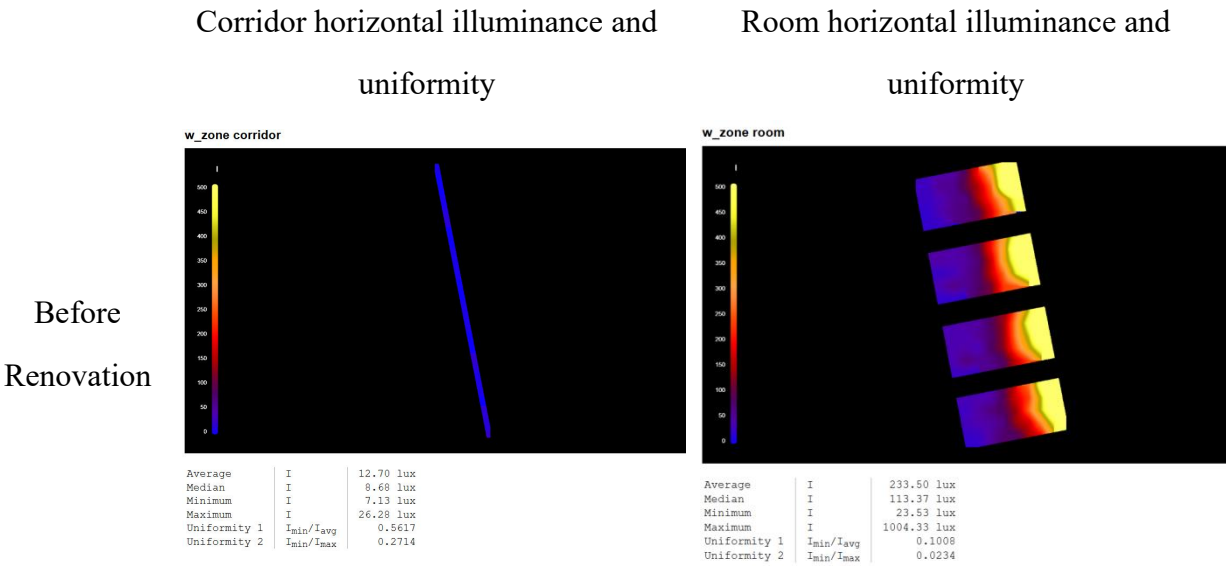 Corridor horizontal illuminance and
uniformity
Room horizontal illuminance and
uniformity
Before
Renovation
w_zone corridor
I
500
450
400
350
300
250
200
150
100
50
0
Average I 12.70 lux
Median I 8.68 lux
Minimum I 7.13 lux
Maximum I 26.28 lux
Uniformity 1 Imin/Iavg 0.5617
Uniformity 2 Imin/Imax 0.2714
w_zone room
I
500
450
400
350
300
250
200
150
100
50
0
Average I 233.50 lux
Median I 113.37 lux
Minimum I 23.53 lux
Maximum I 1004.33 lux
Uniformity 1 Imin/Iavg 0.1008
Uniformity 2 Imin/Imax 0.0234